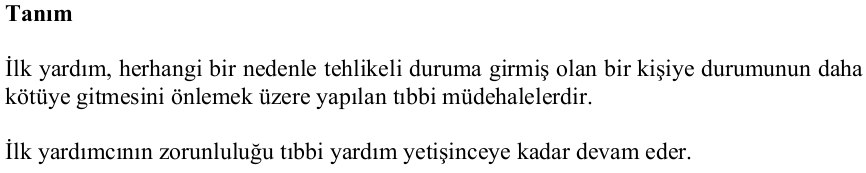 Tanım
İlk yardım, herhangi bir nedenle tehlikeli duruma girmiş olan bir kişiye durumunun daha
kötüye gitmesini önlemek üzere yapılan tıbbi müdehalelerdir.
İlk yardımcının zorunluluğu tıbbi yardım yetişinceye kadar devam eder.